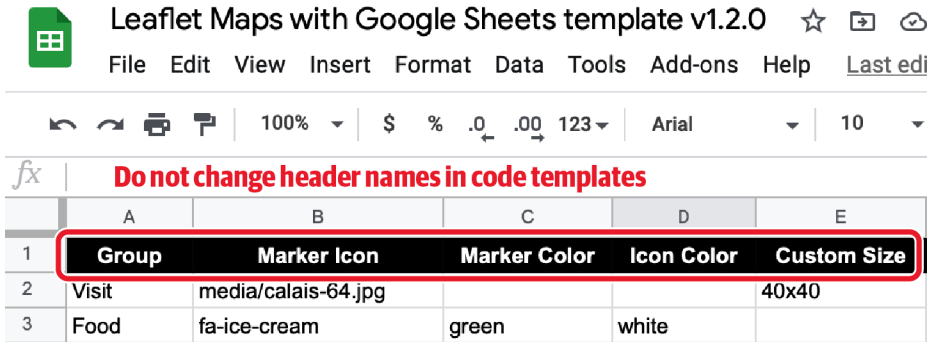 Leaflet Maps with Google Sheets template v1.2.0
File Edit View Insert Format Data Tools Add-ons Help Last edi
100% $ % .0 .00 123 Arial 10
fx Do not change header names in code templates
A B C D E
1 Group Marker Icon Marker Color Icon Color Custom Size
2 Visit media/calais-64.jpg 40x40
3 Food fa-ice-cream green white